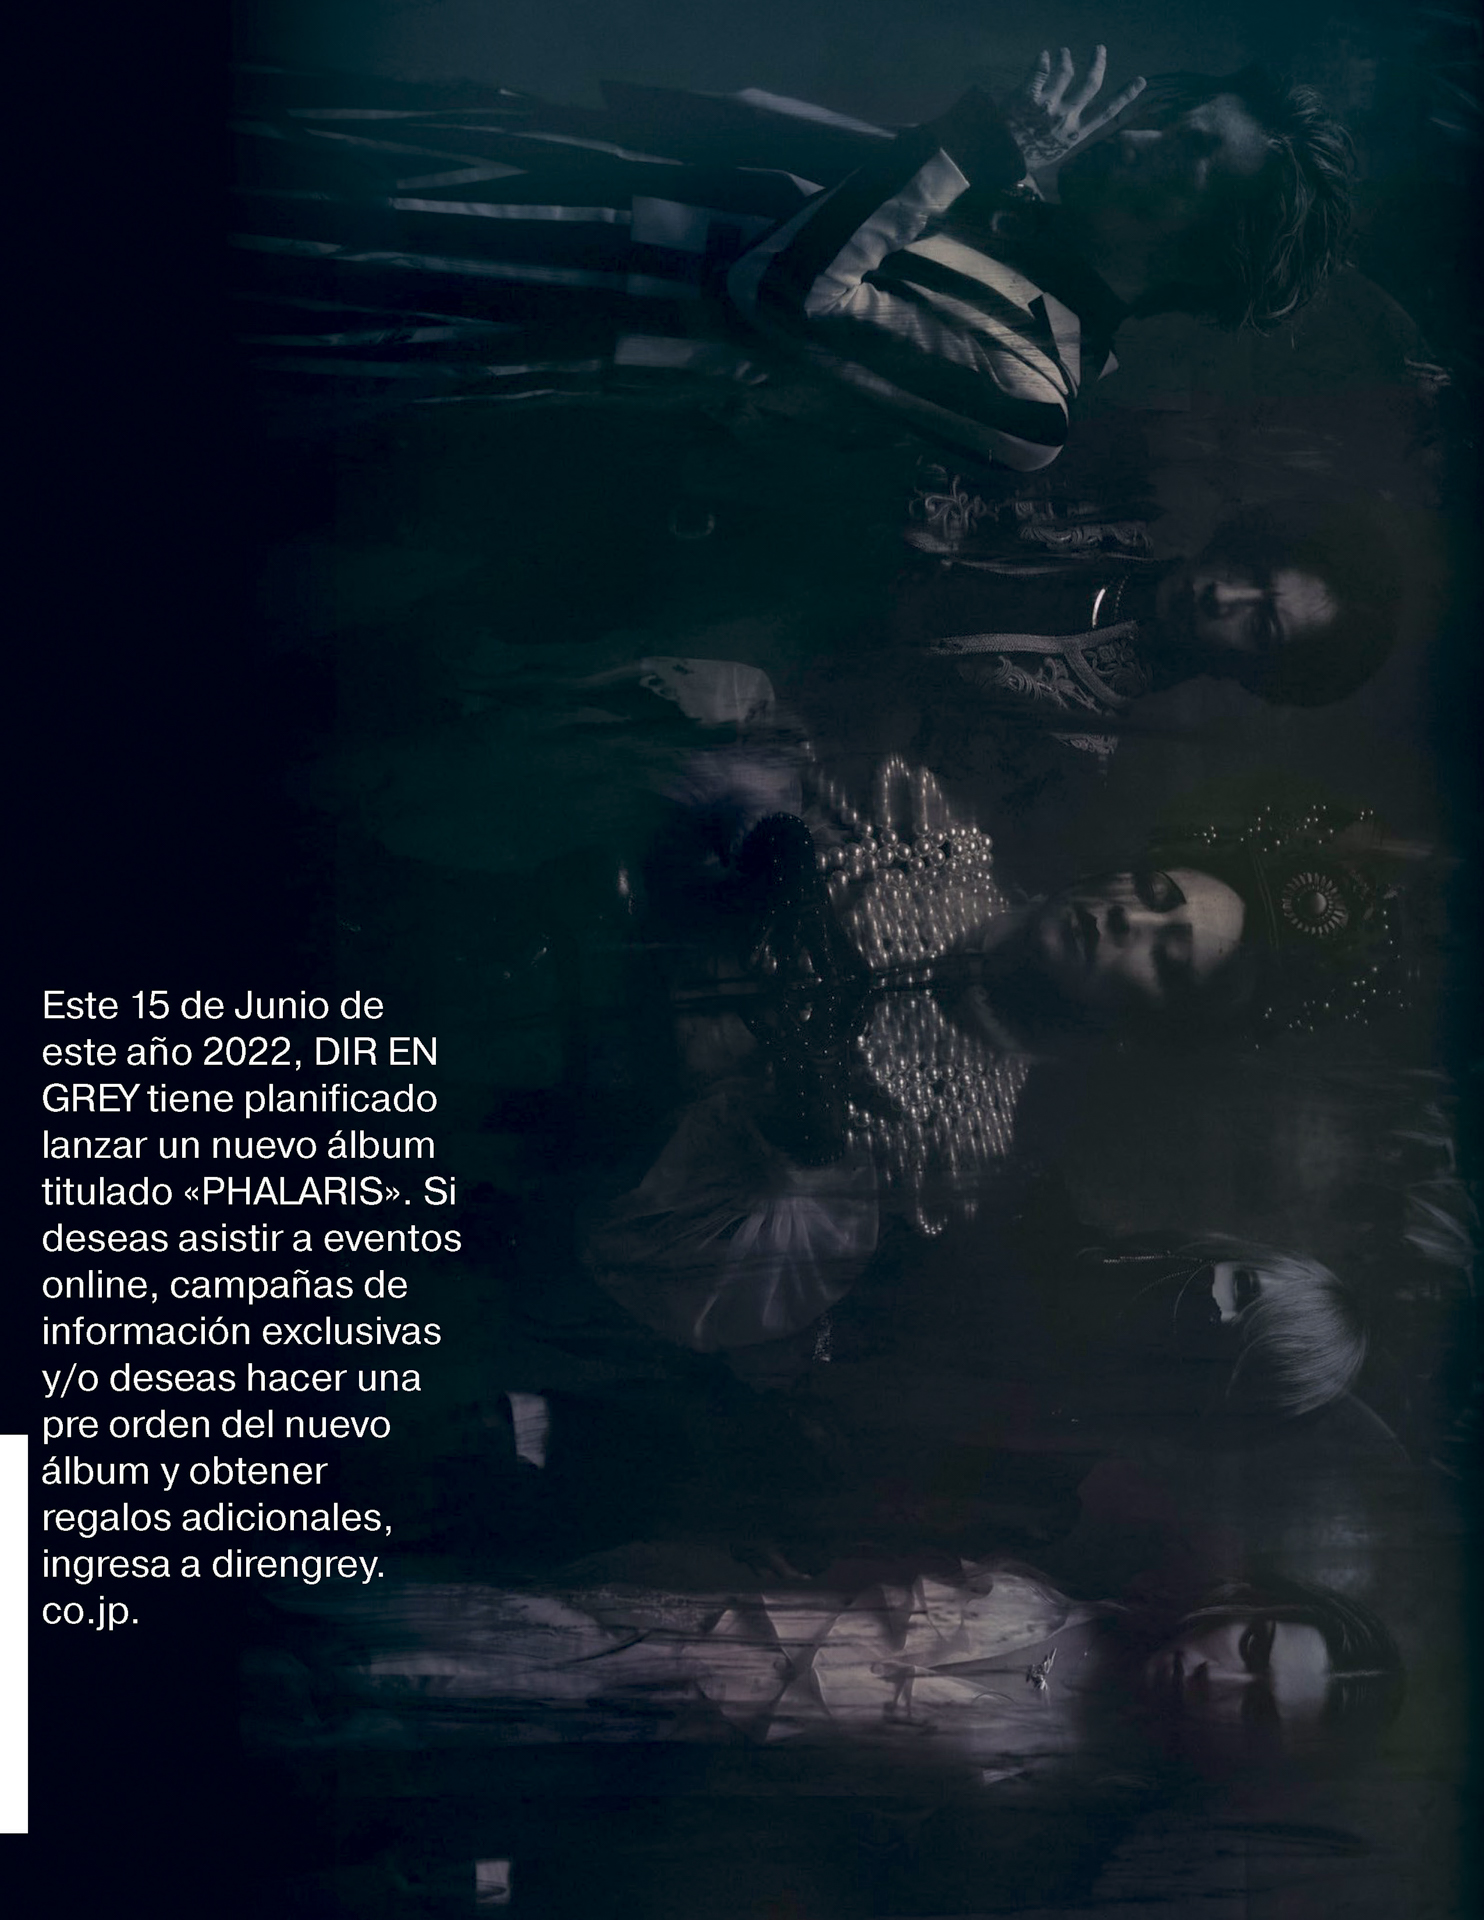 Este 15 de Junio de
este año 2022, DIR EN
GREY tiene planificado
lanzar un nuevo álbum
titulado «PHALARIS». Si
deseas asistir a eventos
online, campañas de
información exclusivas
y/o deseas hacer una
pre orden del nuevo
álbum y obtener
regalos adicionales,
ingresa a direngrey.
co.jp.